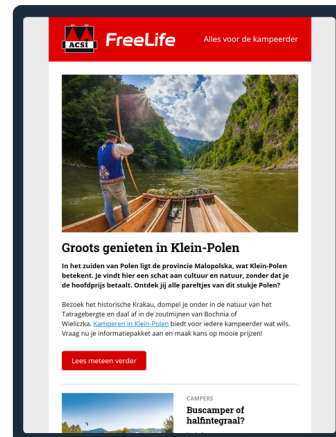 ACSI FreeLife
Alles voor de kampeerder
Groots genieten in Klein-Polen
In het zuiden van Polen ligt de provincie Malopolska, wat Klein-Polen
betekent. Je vindt hier een schat aan cultuur en natuur, zonder dat je
de hoofdprijs betaalt. Ontdek jij alle pareltjes van dit stukje Polen?
Bezoek het historische Krakau, dompel je onder in de natuur van het
Tatragebergte en daal af in de zoutmijnen van Bochnia of
Wieliczka. Kamperen in Klein-Polen biedt voor iedere kampeerder wat wils.
Vraag nu je informatiepakket aan en maak kans op mooie prijzen!
Lees meteen verder
CAMPERS
Buscamper of
halfintegraal?